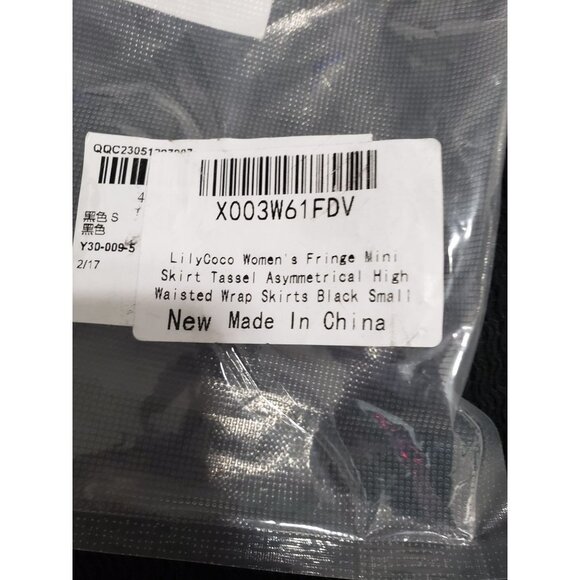 X003W61FDV
LilyCoco Women's Fringe Mini
Skirt Tassel Asymmetrical High
Waisted Wrap Skirts Black Small
New Made In China
4
黑色 S
黑色
Y30-009-5
2/17